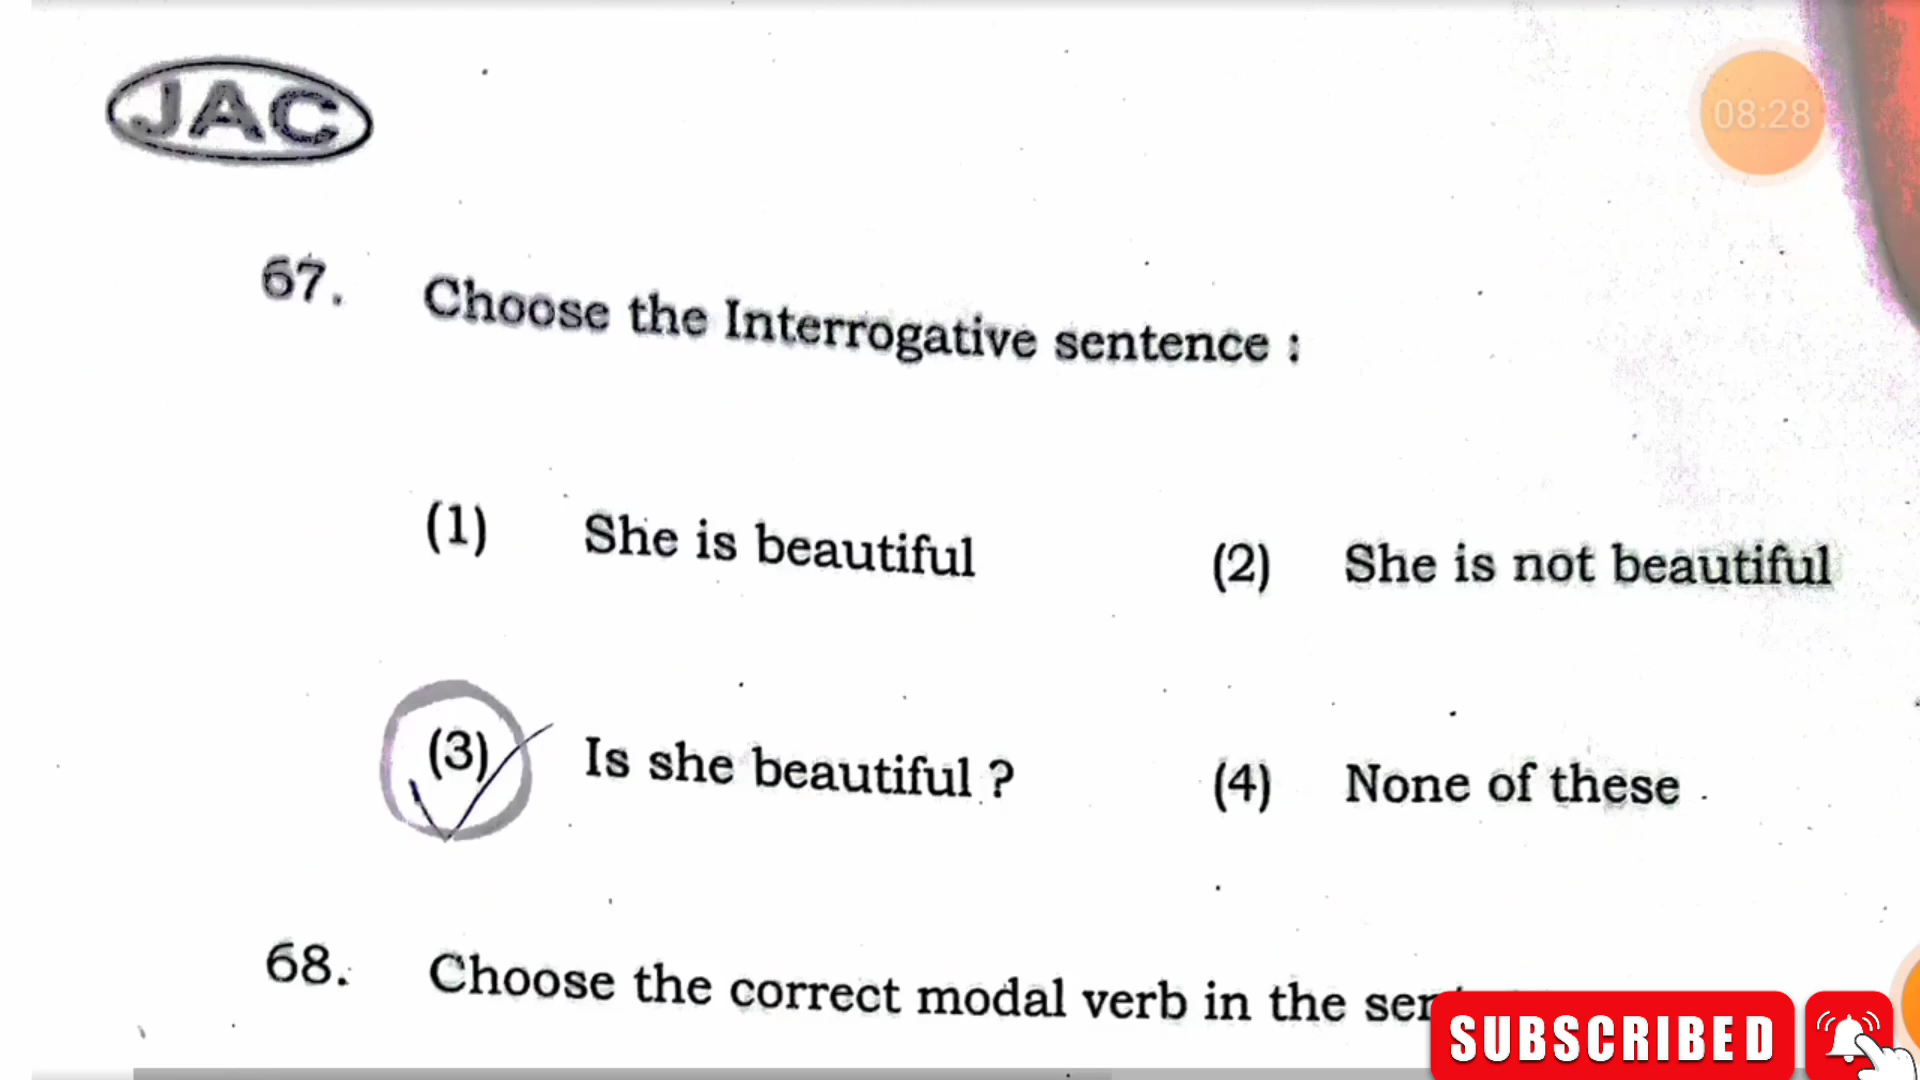 JAC
08:28
67. Choose the Interrogative sentence :
(1) She is beautiful
(2) She is not beautiful
(3) Is she beautiful ?
(4) None of these
68. Choose the correct modal verb in the
SUBSCRIBED